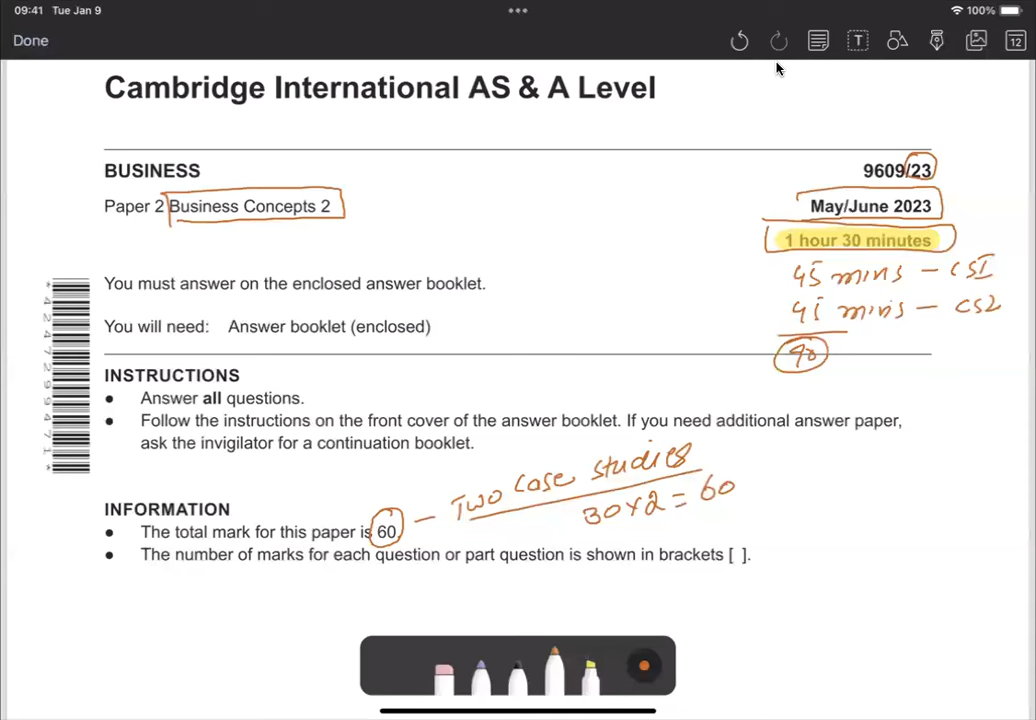 09:41 Tue Jan 9
100%
Done
T
12
Cambridge International AS & A Level
BUSINESS
9609/23
Paper 2 Business Concepts 2
May/June 2023
1 hour 30 minutes
45 mins – CS1
You must answer on the enclosed answer booklet.
45 mins – CS2
You will need: Answer booklet (enclosed)
90
INSTRUCTIONS
● Answer all questions.
● Follow the instructions on the front cover of the answer booklet. If you need additional answer paper,
ask the invigilator for a continuation booklet.
Two case studies
30×2 = 60
INFORMATION
● The total mark for this paper is 60.
● The number of marks for each question or part question is shown in brackets [ ].
*4247299471*